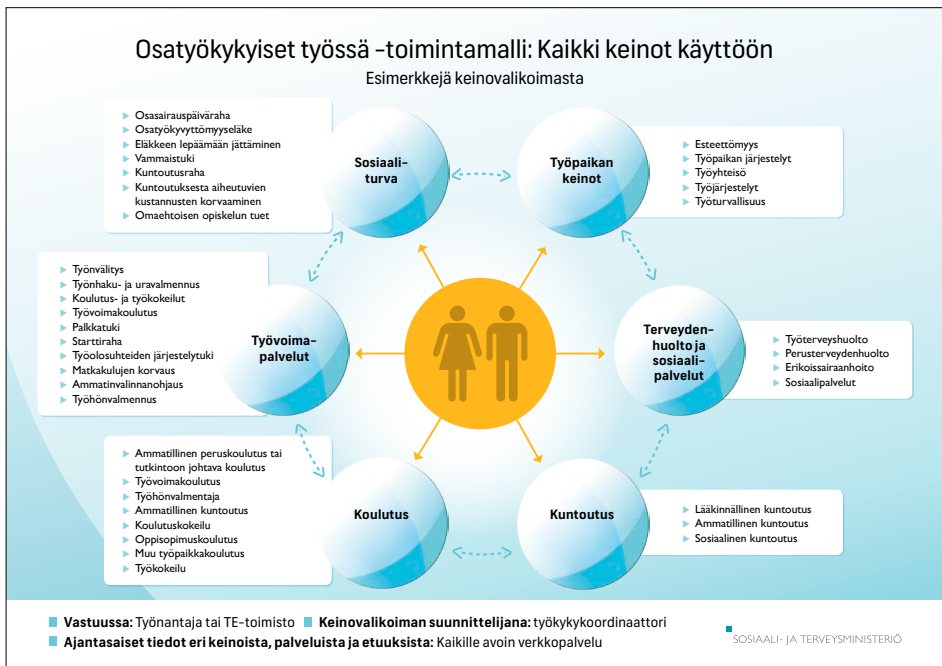 Osatyökykyiset työssä -toimintamalli: Kaikki keinot käyttöön
Esimerkkejä keinovalikoimasta
Osasairauspäiväraha
Osatyökyvyttömyyseläke
Eläkkeen lepäämään jättäminen
Vammaistuki
Kuntoutusraha
Kuntoutuksesta aiheutuvien
kustannusten korvaaminen
Omaehtoisen opiskelun tuet
Sosiaali-
turva
Työpaikan
keinot
Esteettömyys
Työpaikan järjestelyt
Työyhteisö
Työjärjestelyt
Työturvallisuus
Työnvälitys
Työnhaku- ja uravalmennus
Koulutus- ja työkokeilut
Työvoimakoulutus
Palkkatuki
Starttiraha
Työolosuhteiden järjestelytuki
Matkakulujen korvaus
Ammatinvalinnanohjaus
Työhönvalmennus
Työvoima-
palvelut
Terveyden-
huolto ja
sosiaali-
palvelut
Työterveyshuolto
Perusterveydenhuolto
Erikoissairaanhoito
Sosiaalipalvelut
Ammatillinen peruskoulutus tai
tutkintoon johtava koulutus
Työvoimakoulutus
Työhönvalmentaja
Ammatillinen kuntoutus
Koulutuskokeilu
Oppisopimuskoulutus
Muu työpaikkakoulutus
Työkokeilu
Koulutus
Kuntoutus
Lääkinnällinen kuntoutus
Ammatillinen kuntoutus
Sosiaalinen kuntoutus
Vastuussa: Työnantaja tai TE-toimisto Keinovalikoiman suunnittelijana: työkykykoordinaattori
Ajantasaiset tiedot eri keinoista, palveluista ja etuuksista: Kaikille avoin verkkopalvelu
SOSIAALI- JA TERVEYSMINISTERIÖ